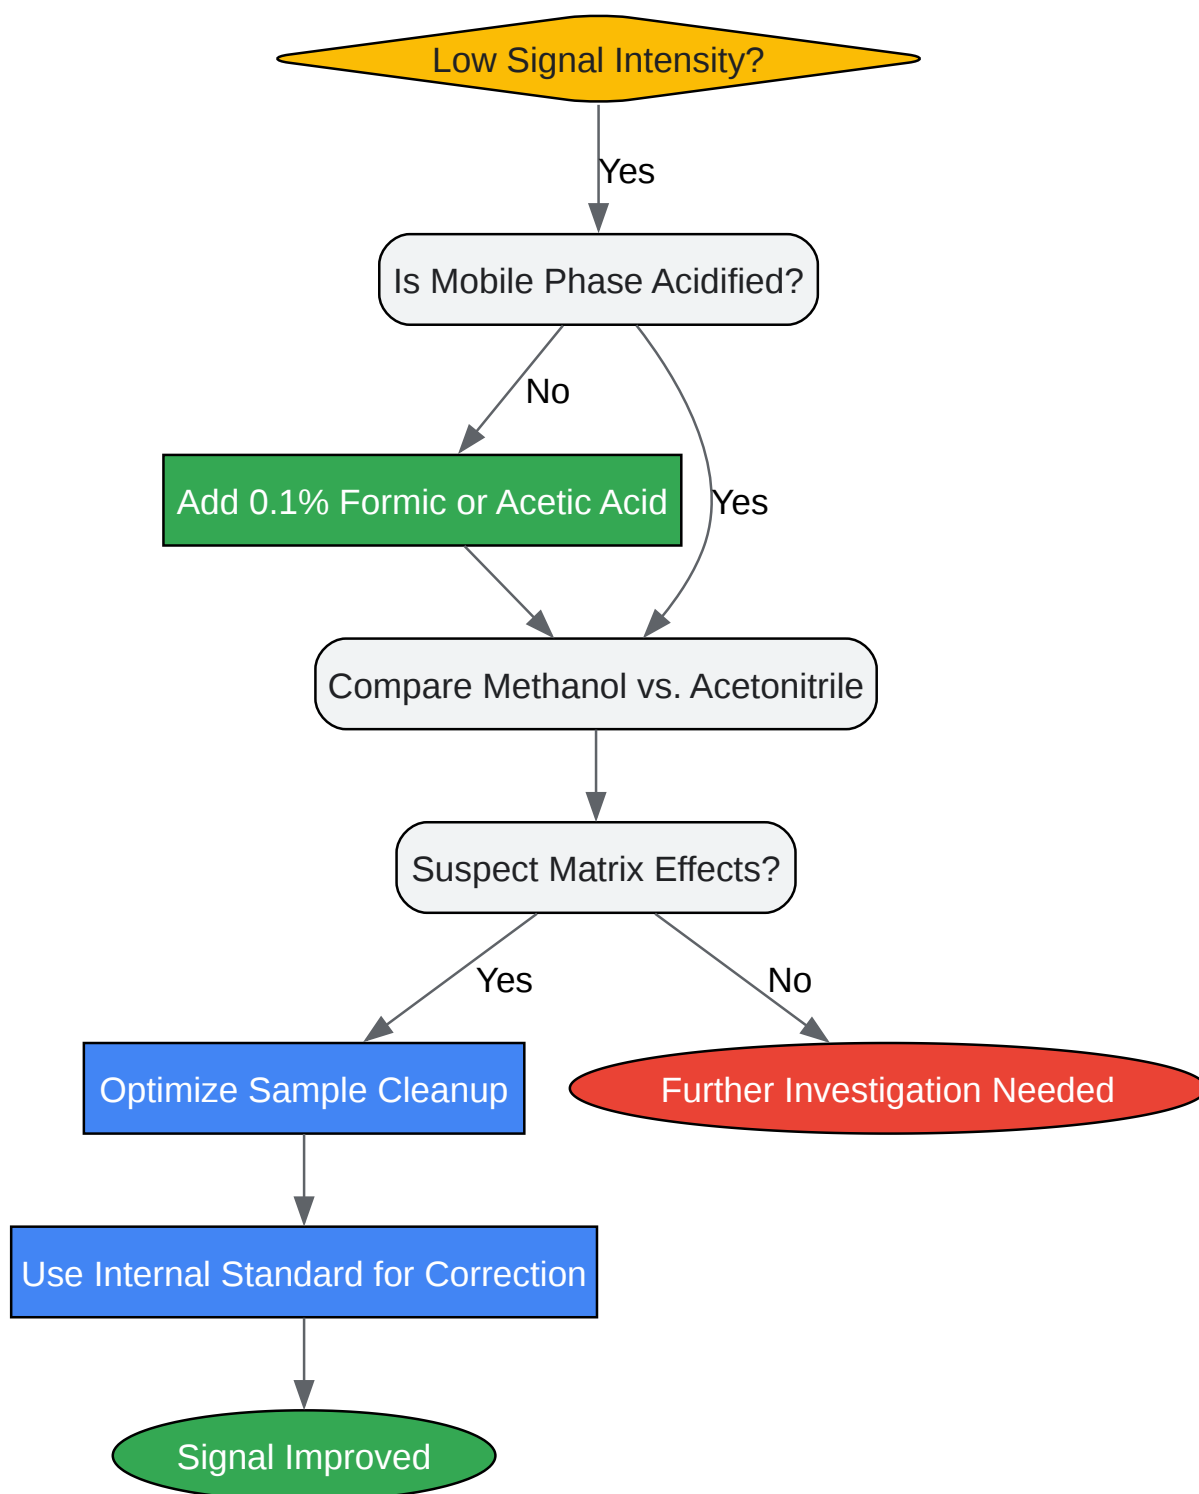 Low Signal Intensity?
Yes
Is Mobile Phase Acidified?
No
Add 0.1% Formic or Acetic Acid
Yes
Compare Methanol vs. Acetonitrile
Suspect Matrix Effects?
Yes
No
Optimize Sample Cleanup
Further Investigation Needed
Use Internal Standard for Correction
Signal Improved